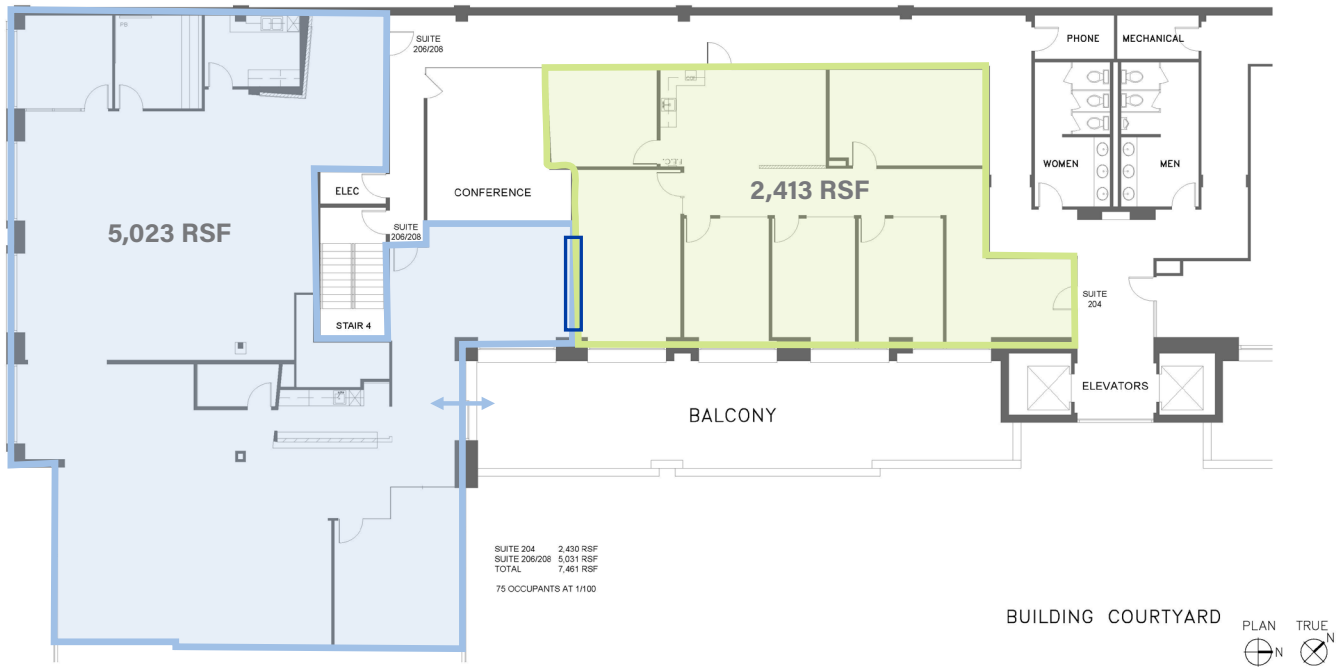 PB
SUITE
206/208
PHONE
MECHANICAL
WOMEN
MEN
ELEC
CONFERENCE
2,413 RSF
5,023 RSF
SUITE
206/208
STAIR 4
SUITE
204
ELEVATORS
BALCONY
SUITE 204 2,430 RSF
SUITE 206/208 5,031 RSF
TOTAL 7,461 RSF
75 OCCUPANTS AT 1/100
BUILDING COURTYARD
PLAN
N
TRUE
N